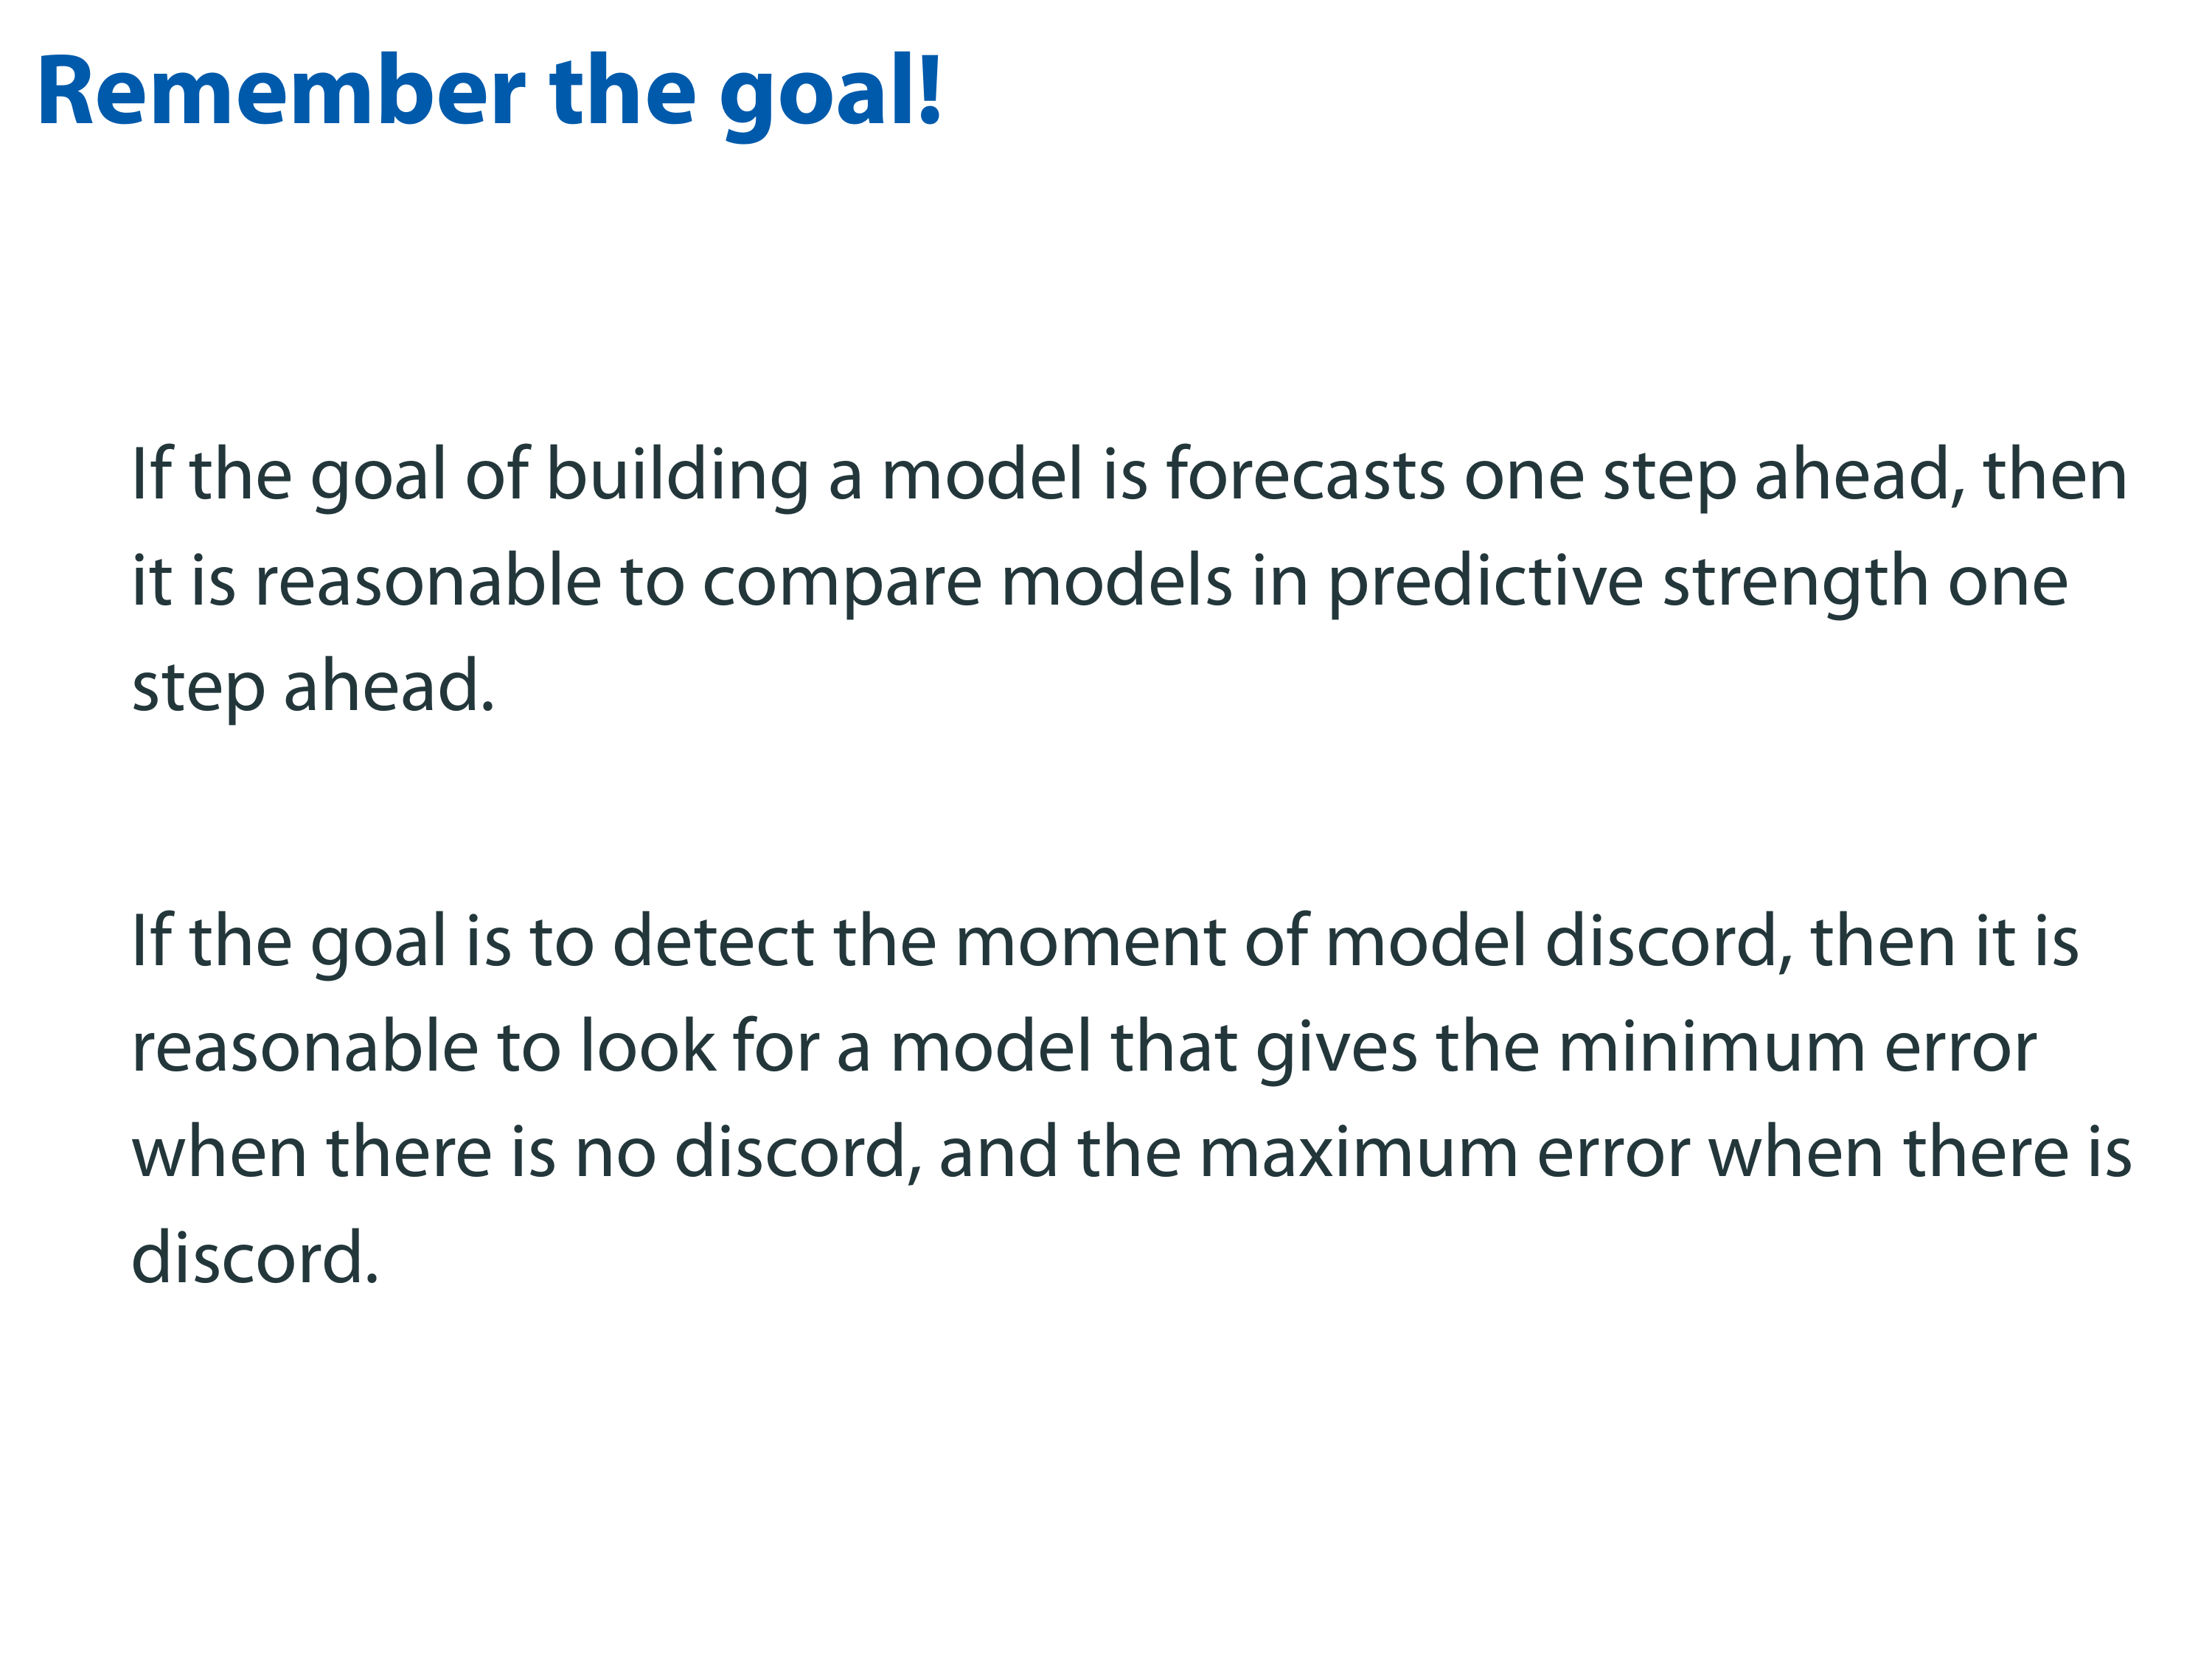 Remember the goal!
If the goal of building a model is forecasts one step ahead, then
it is reasonable to compare models in predictive strength one
step ahead.
If the goal is to detect the moment of model discord, then it is
reasonable to look for a model that gives the minimum error
when there is no discord, and the maximum error when there is
discord.